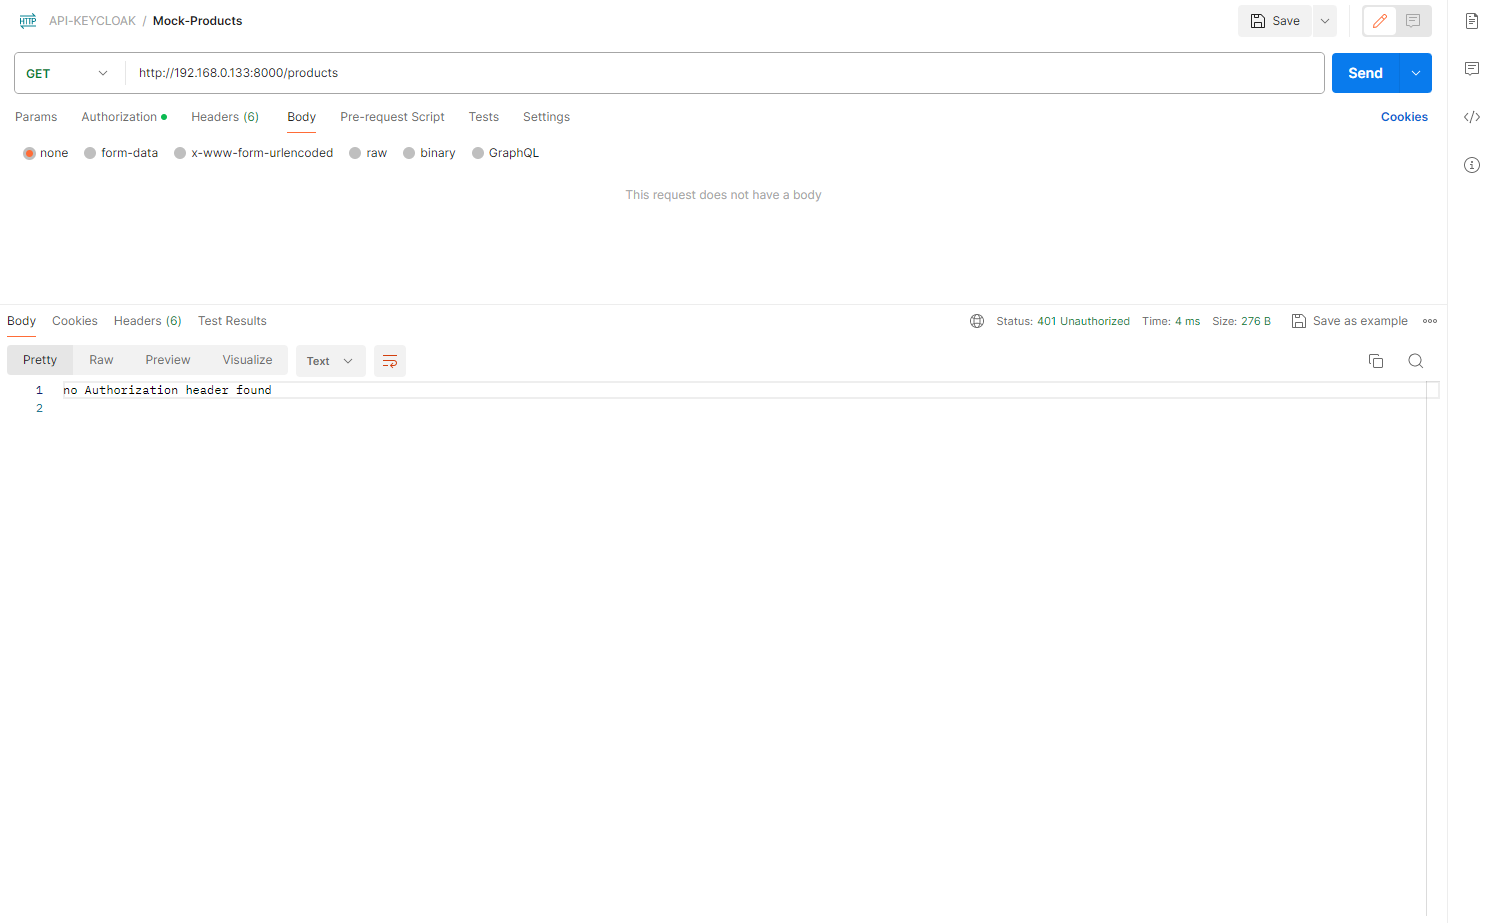 HTTP API-KEYCLOAK / Mock-Products Save
GET http://192.168.0.133:8000/products Send
Params Authorization Headers (6) Body Pre-request Script Tests Settings Cookies
none form-data x-www-form-urlencoded raw binary GraphQL
This request does not have a body
Body Cookies Headers (6) Test Results Status: 401 Unauthorized Time: 4 ms Size: 276 B Save as example
Pretty Raw Preview Visualize Text
1 no Authorization header found
2